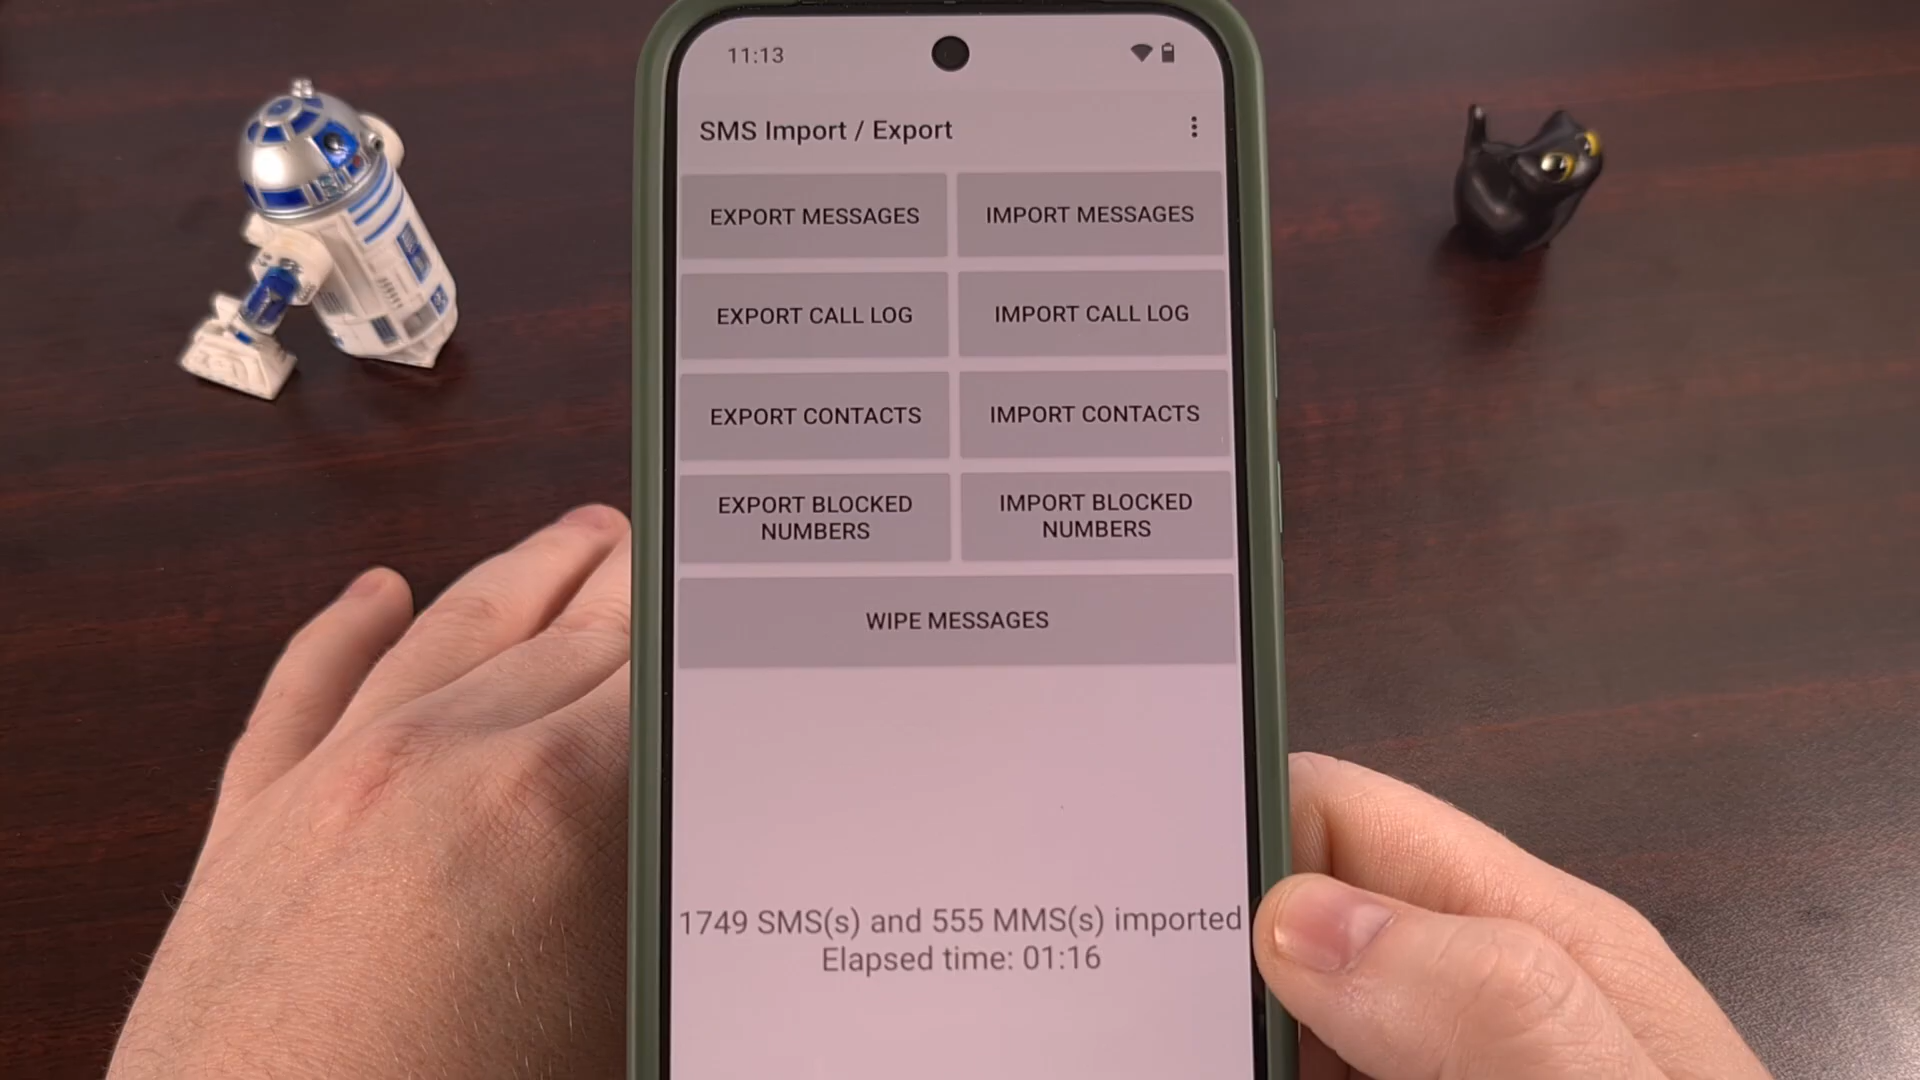 11:13
SMS Import / Export
EXPORT MESSAGES
IMPORT MESSAGES
EXPORT CALL LOG
IMPORT CALL LOG
EXPORT CONTACTS
IMPORT CONTACTS
EXPORT BLOCKED
NUMBERS
IMPORT BLOCKED
NUMBERS
WIPE MESSAGES
1749 SMS(s) and 555 MMS(s) imported
Elapsed time: 01:16